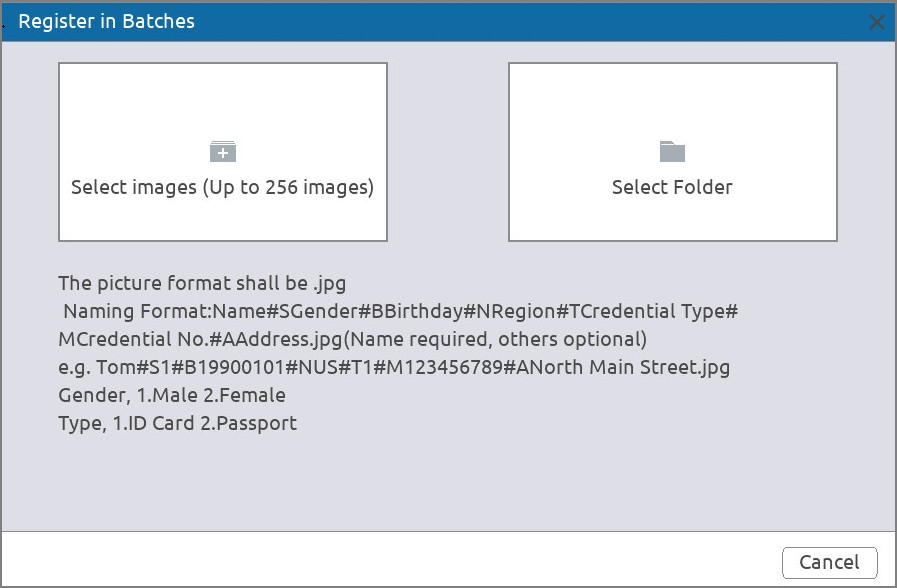 Register in Batches
Select images (Up to 256 images)
Select Folder
The picture format shall be .jpg
Naming Format:Name#SGender#BBirthday#NRegion#TCredential Type#
MCredential No.#AAddress.jpg(Name required, others optional)
e.g. Tom#S1#B19900101#NUS#T1#M123456789#ANorth Main Street.jpg
Gender, 1.Male 2.Female
Type, 1.ID Card 2.Passport
Cancel